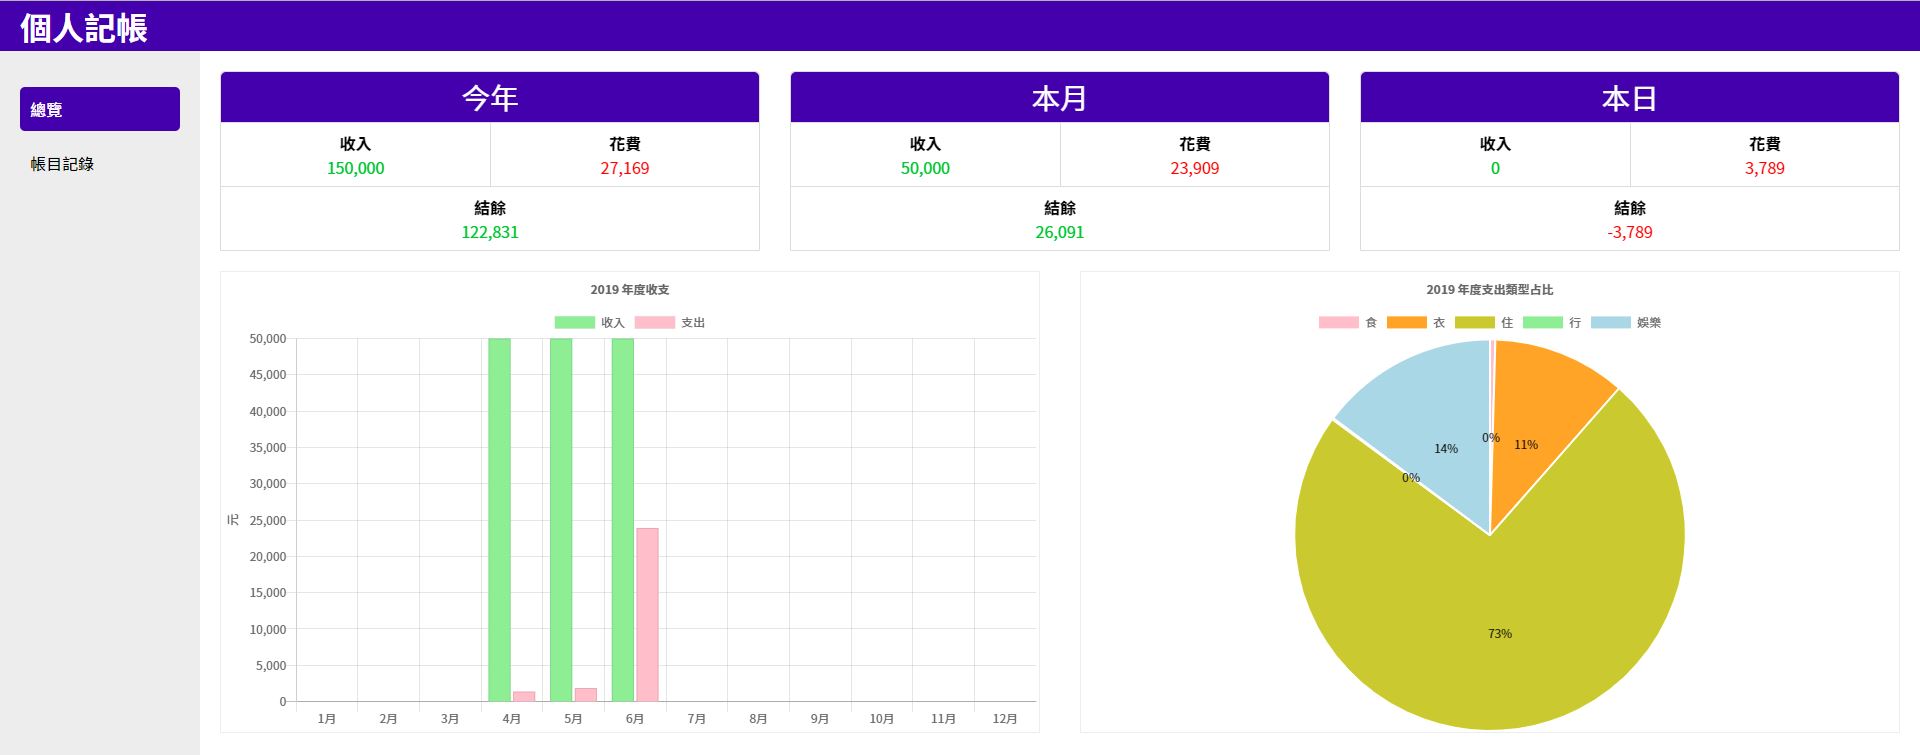 個人記帳
總覽
帳目記錄
今年
收入 花費
150,000 27,169
結餘
122,831
本月
收入 花費
50,000 23,909
結餘
26,091
本日
收入 花費
0 3,789
結餘
-3,789
2019 年度收支
收入 支出
元
50,000
45,000
40,000
35,000
30,000
25,000
20,000
15,000
10,000
5,000
0
1月 2月 3月 4月 5月 6月 7月 8月 9月 10月 11月 12月
2019 年度支出類型占比
食 衣 住 行 娛樂
0%
14% 11%
0%
73%